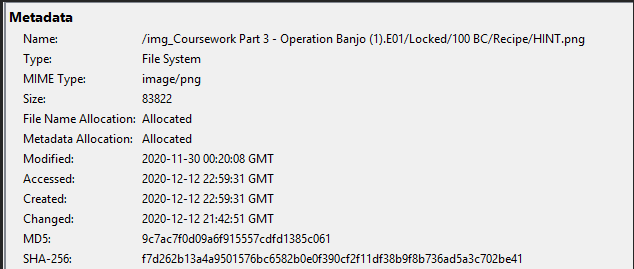 Metadata
Name: /img_Coursework Part 3 - Operation Banjo (1).E01/Locked/100 BC/Recipe/HINT.png
Type: File System
MIME Type: image/png
Size: 83822
File Name Allocation: Allocated
Metadata Allocation: Allocated
Modified: 2020-11-30 00:20:08 GMT
Accessed: 2020-12-12 22:59:31 GMT
Created: 2020-12-12 22:59:31 GMT
Changed: 2020-12-12 21:42:51 GMT
MD5: 9c7ac7f0d09a6f915557cdfd1385c061
SHA-256: f7d262b13a4a9501576bc6582b0e0f390cf2f11df38b9f8b736ad5a3c702be41